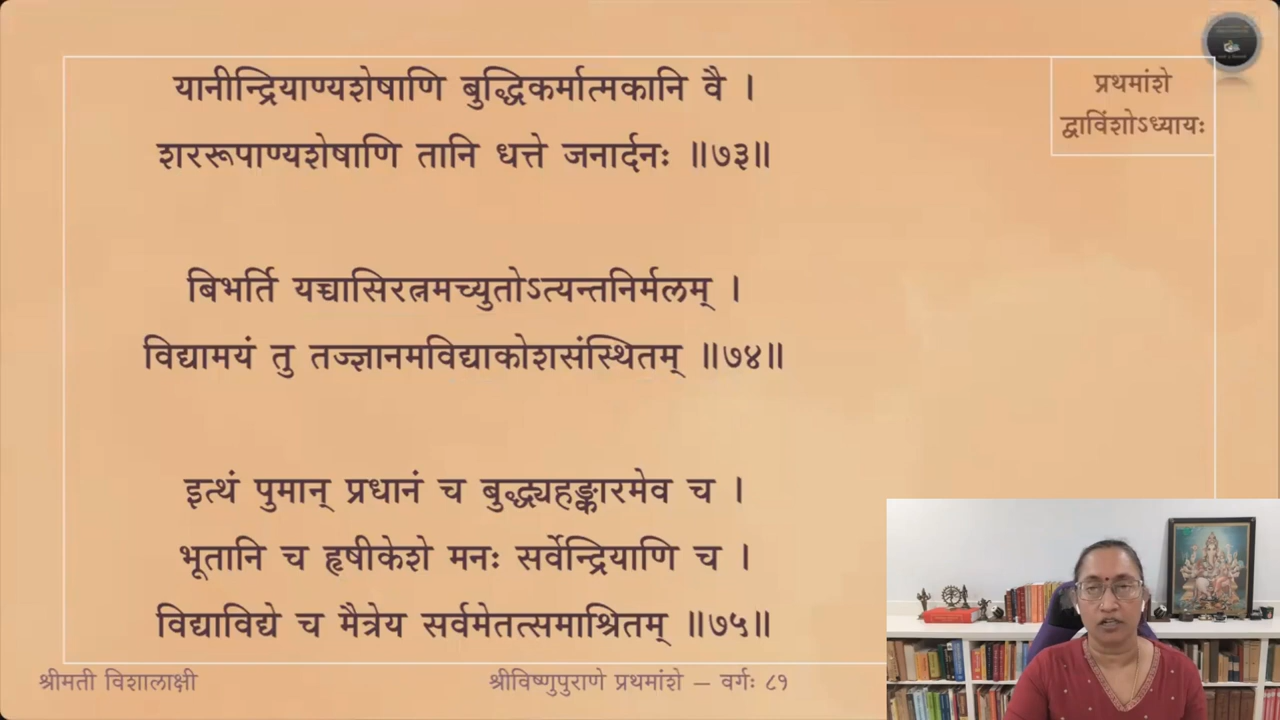 यानीन्द्रियाण्यशेषाणि बुद्धिकर्मात्मकानि वै ।
शररूपाण्यशेषाणि तानि धत्ते जनार्दनः ॥७३॥
बिभर्ति यच्चासिरत्नमच्युतोऽत्यन्तनिर्मलम् ।
विद्यामयं तु तज्ज्ञानमविद्याकोशसंस्थितम् ॥७४॥
इत्थं पुमान् प्रधानं च बुद्ध्यहङ्कारमेव च ।
भूतानि च हृषीकेशे मनः सर्वेन्द्रियाणि च ।
विद्याविद्ये च मैत्रेय सर्वमेतत्समाश्रितम् ॥७५॥
प्रथमांशे
द्वाविंशोऽध्यायः
श्रीमती विशालाक्षी
श्रीविष्णुपुराणे प्रथमांशे – वर्गः ८१